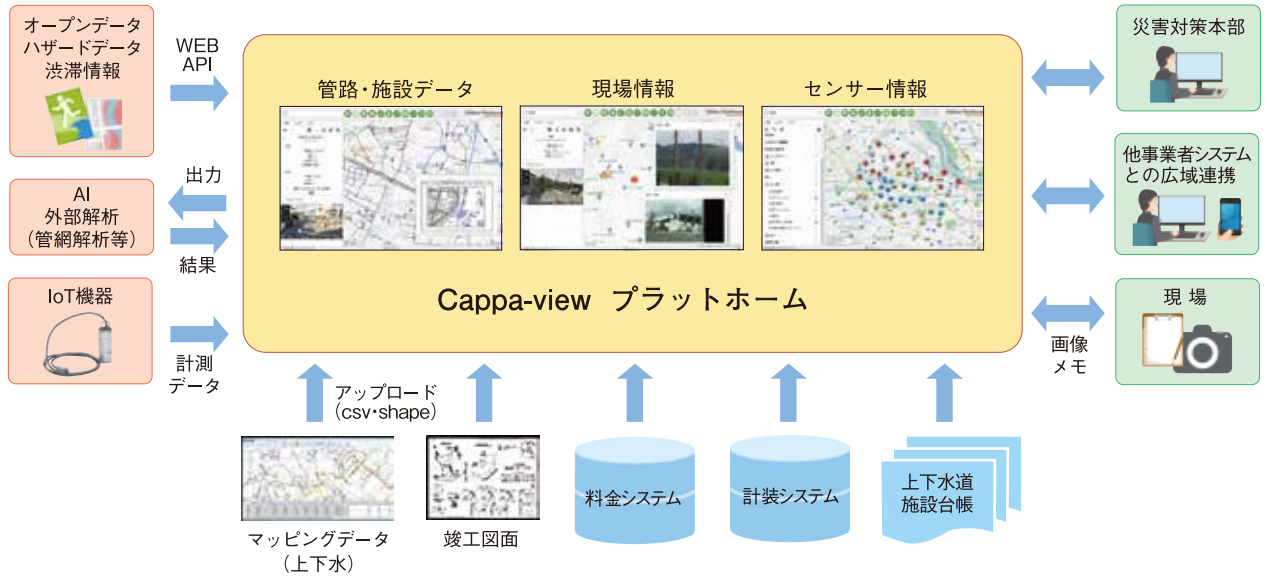 オープンデータ
ハザードデータ
渋滞情報
WEB
API
AI
外部解析
（管網解析等）
出力
結果
IoT機器
計測
データ
管路・施設データ
現場情報
センサー情報
Cappa-view プラットホーム
災害対策本部
他事業者システム
との広域連携
現 場
画像
メモ
アップロード
（csv・shape）
マッピングデータ
（上下水）
竣工図面
料金システム
計装システム
上下水道
施設台帳